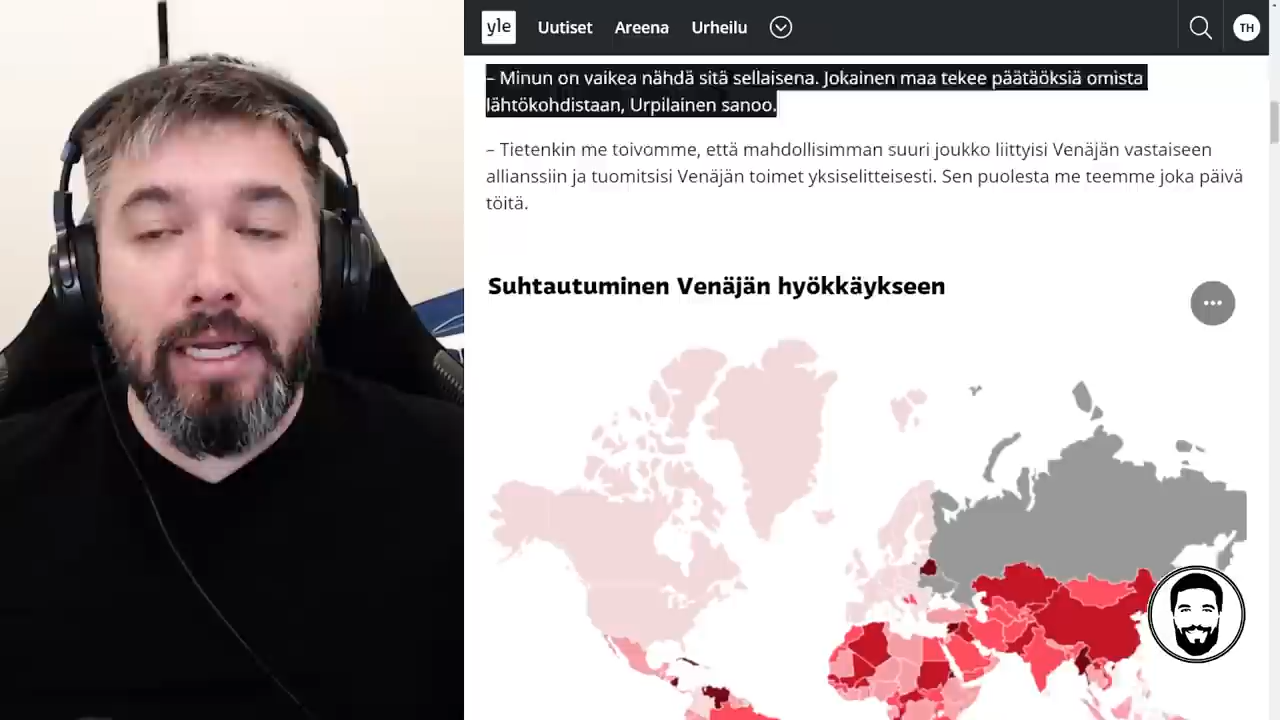 yle Uutiset Areena Urheilu TH
– Minun on vaikea nähdä sitä sellaisena. Jokainen maa tekee päätäöksiä omista
lähtökohdistaan, Urpilainen sanoo.
– Tietenkin me toivomme, että mahdollisimman suuri joukko liittyisi Venäjän vastaiseen
allianssiin ja tuomitsisi Venäjän toimet yksiselitteisesti. Sen puolesta me teemme joka päivä
töitä.
Suhtautuminen Venäjän hyökkäykseen